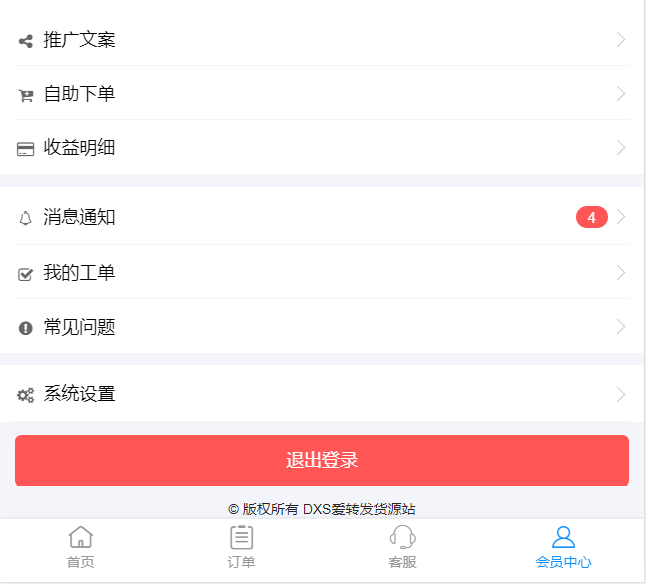 推广文案
自助下单
收益明细
消息通知 4
我的工单
常见问题
系统设置
退出登录
© 版权所有 DXS爱转发货源站
首页 订单 客服 会员中心